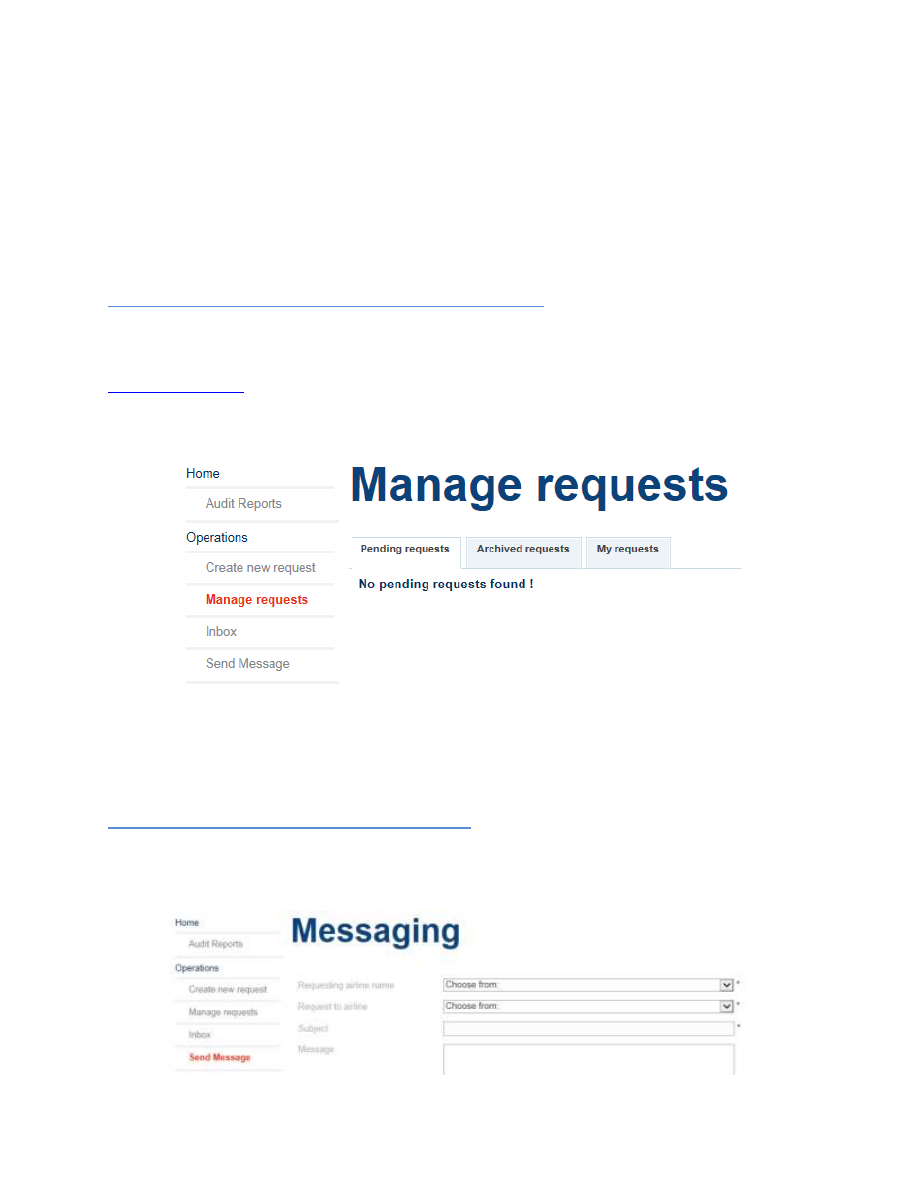 Home
Audit Reports
Operations
Create new request
Manage requests
Inbox
Send Message
Manage requests
Pending requests Archived requests My requests
No pending requests found !
Home
Audit Reports
Operations
Create new request
Manage requests
Inbox
Send Message
Messaging
Requesting airline name Choose from: *
Request to airline Choose from: *
Subject *
Message